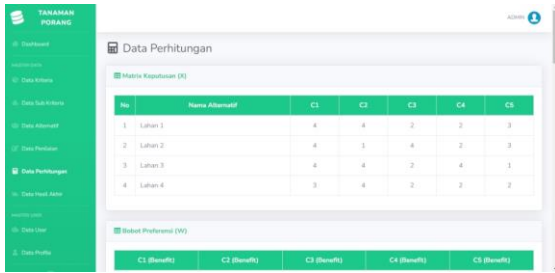 TANAMAN
PORANG
ADMIN
Dashboard
MASTER DATA
Data Kriteria
Data Sub Kriteria
Data Alternatif
Data Penilaian
Data Perhitungan
Data Hasil Akhir
MASTER USER
Data User
Data Profile
Data Perhitungan
Matrix Keputusan (X)
No Nama Alternatif C1 C2 C3 C4 C5
1 Lahan 1 4 4 2 2 3
2 Lahan 2 4 1 4 2 3
3 Lahan 3 4 4 2 4 1
4 Lahan 4 3 4 2 2 2
Bobot Preferensi (W)
C1 (Benefit) C2 (Benefit) C3 (Benefit) C4 (Benefit) C5 (Benefit)